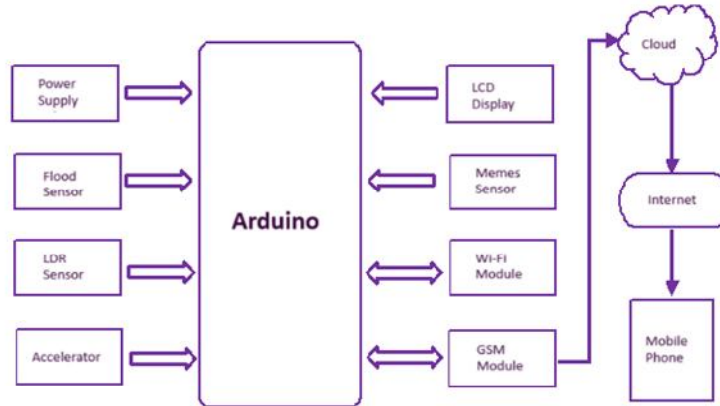 Power
Supply
Flood
Sensor
LDR
Sensor
Accelerator
Arduino
LCD
Display
Memes
Sensor
WI-FI
Module
GSM
Module
Cloud
Internet
Mobile
Phone